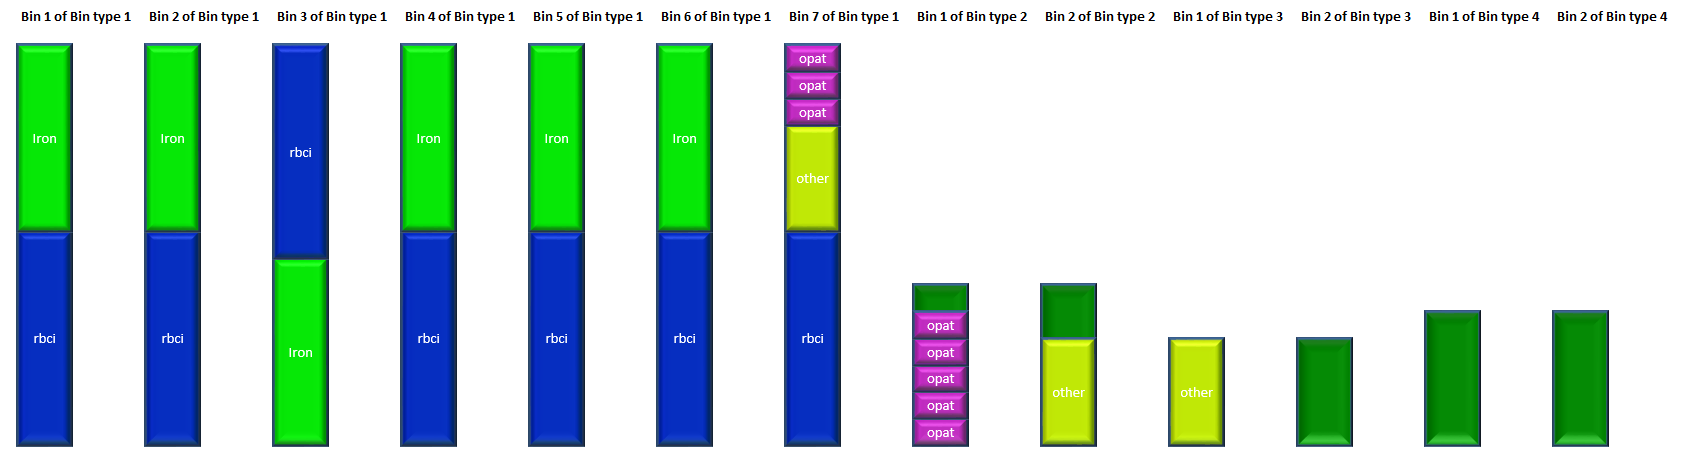 Bin 1 of Bin type 1 Bin 2 of Bin type 1 Bin 3 of Bin type 1 Bin 4 of Bin type 1 Bin 5 of Bin type 1 Bin 6 of Bin type 1 Bin 7 of Bin type 1 Bin 1 of Bin type 2 Bin 2 of Bin type 2 Bin 1 of Bin type 3 Bin 2 of Bin type 3 Bin 1 of Bin type 4 Bin 2 of Bin type 4
opat
opat
opat
Iron Iron rbci Iron Iron Iron
other
opat
rbci rbci Iron rbci rbci rbci rbci opat
opat
opat other other
opat